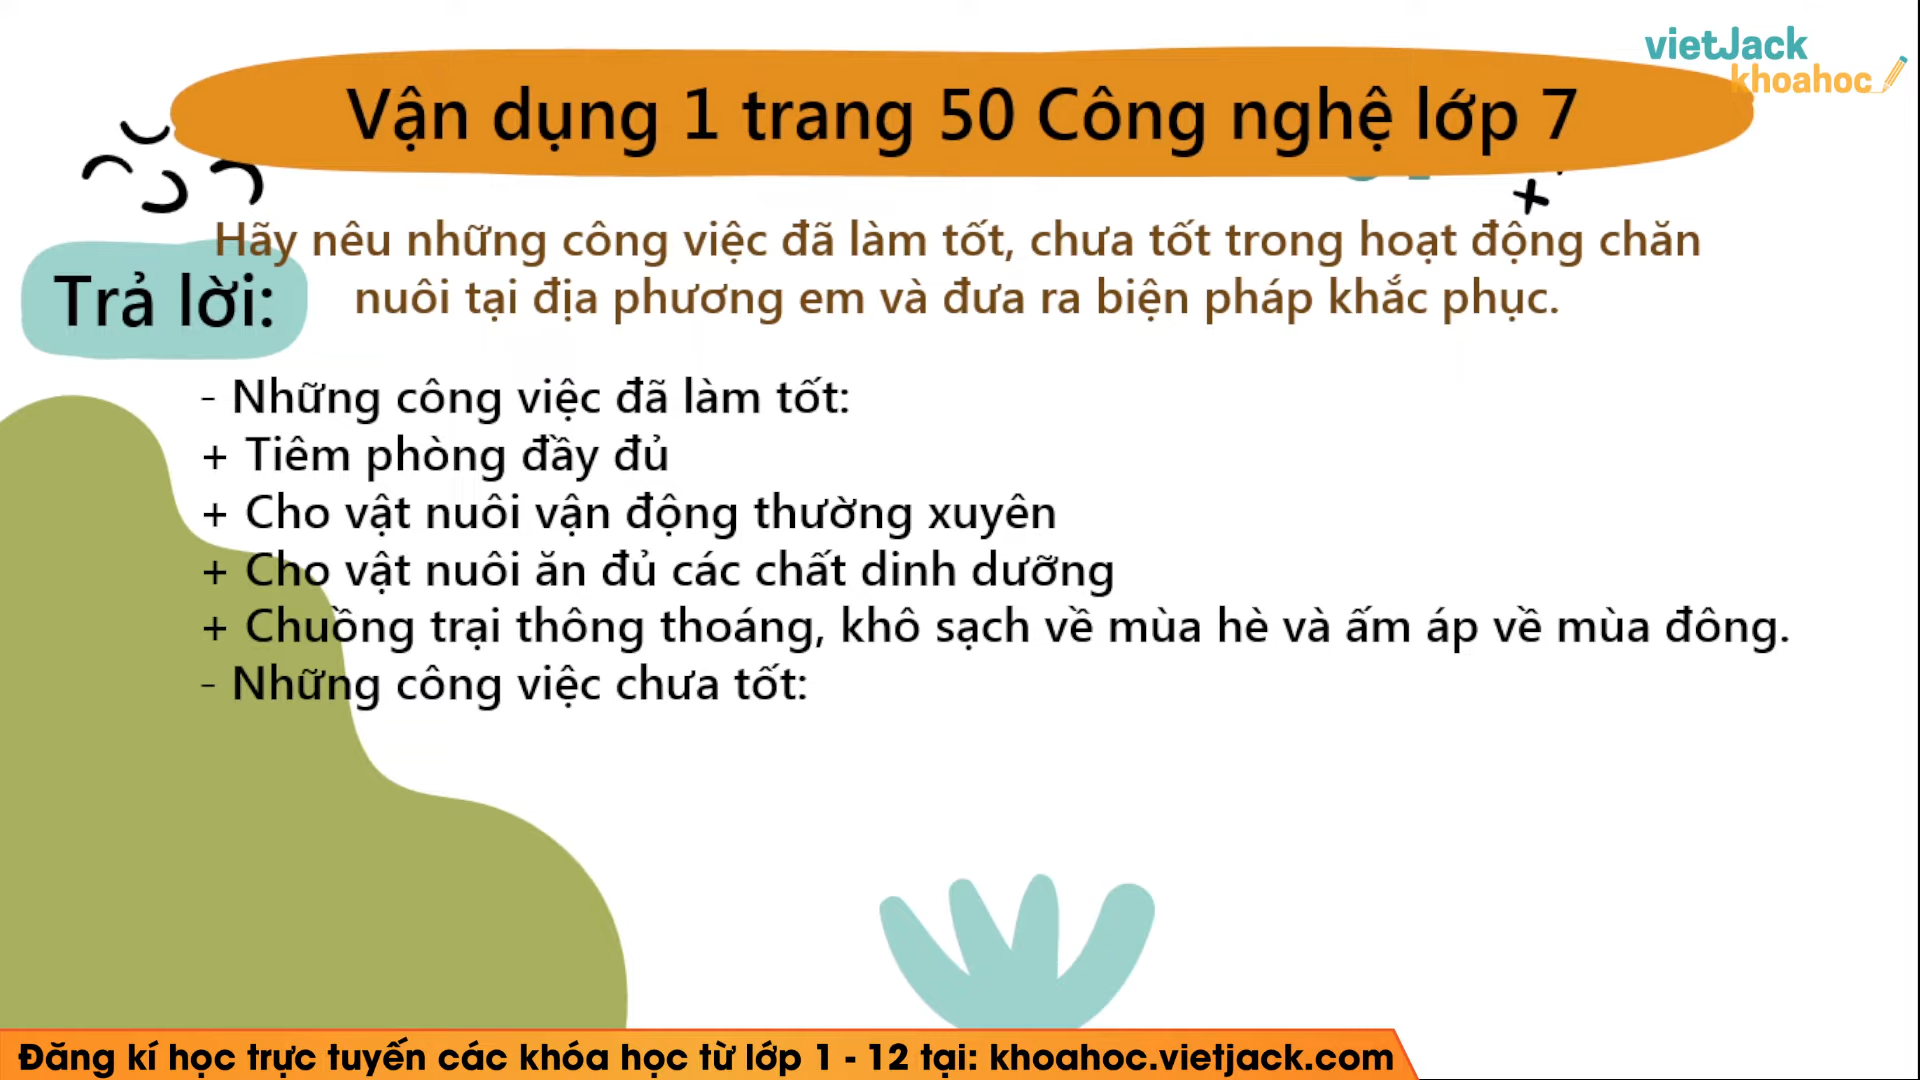 vietJack
khoahoc
Vận dụng 1 trang 50 Công nghệ lớp 7
Hãy nêu những công việc đã làm tốt, chưa tốt trong hoạt động chăn
nuôi tại địa phương em và đưa ra biện pháp khắc phục.
Trả lời:
- Những công việc đã làm tốt:
+ Tiêm phòng đầy đủ
+ Cho vật nuôi vận động thường xuyên
+ Cho vật nuôi ăn đủ các chất dinh dưỡng
+ Chuồng trại thông thoáng, khô sạch về mùa hè và ấm áp về mùa đông.
- Những công việc chưa tốt:
Đăng kí học trực tuyến các khóa học từ lớp 1 - 12 tại: khoahoc.vietjack.com